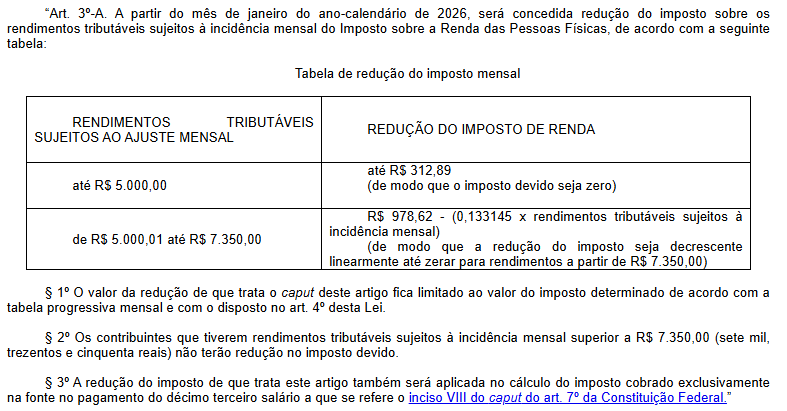 “Art. 3º-A. A partir do mês de janeiro do ano-calendário de 2026, será concedida redução do imposto sobre os
rendimentos tributáveis sujeitos à incidência mensal do Imposto sobre a Renda das Pessoas Físicas, de acordo com a seguinte
tabela:
Tabela de redução do imposto mensal
RENDIMENTOS TRIBUTÁVEIS
SUJEITOS AO AJUSTE MENSAL
REDUÇÃO DO IMPOSTO DE RENDA
até R$ 5.000,00
até R$ 312,89
(de modo que o imposto devido seja zero)
de R$ 5.000,01 até R$ 7.350,00
R$ 978,62 - (0,133145 x rendimentos tributáveis sujeitos à
incidência mensal)
(de modo que a redução do imposto seja decrescente
linearmente até zerar para rendimentos a partir de R$ 7.350,00)
§ 1º O valor da redução de que trata o caput deste artigo fica limitado ao valor do imposto determinado de acordo com a
tabela progressiva mensal e com o disposto no art. 4º desta Lei.
§ 2º Os contribuintes que tiverem rendimentos tributáveis sujeitos à incidência mensal superior a R$ 7.350,00 (sete mil,
trezentos e cinquenta reais) não terão redução no imposto devido.
§ 3º A redução do imposto de que trata este artigo também será aplicada no cálculo do imposto cobrado exclusivamente
na fonte no pagamento do décimo terceiro salário a que se refere o inciso VIII do caput do art. 7º da Constituição Federal.”